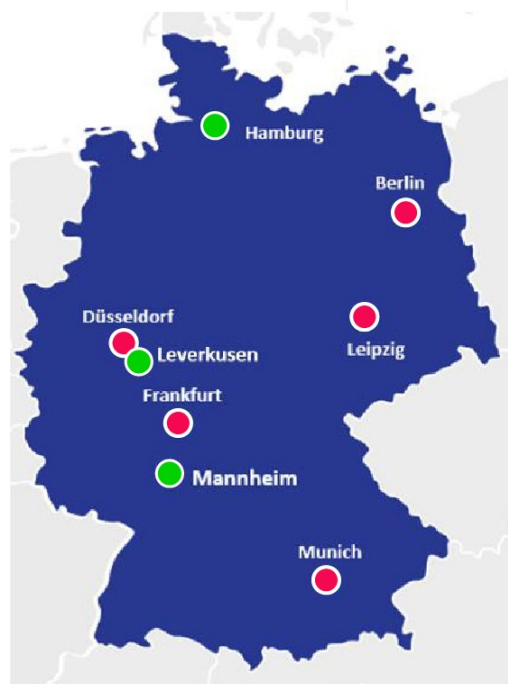 Hamburg
Berlin
Düsseldorf
Leipzig
Leverkusen
Frankfurt
Mannheim
Munich